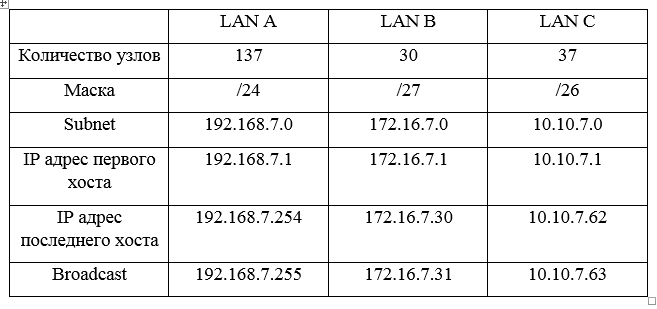 LAN A LAN B LAN C
Количество узлов 137 30 37
Маска /24 /27 /26
Subnet 192.168.7.0 172.16.7.0 10.10.7.0
IP адрес первого 192.168.7.1 172.16.7.1 10.10.7.1
хоста
IP адрес 192.168.7.254 172.16.7.30 10.10.7.62
последнего хоста
Broadcast 192.168.7.255 172.16.7.31 10.10.7.63